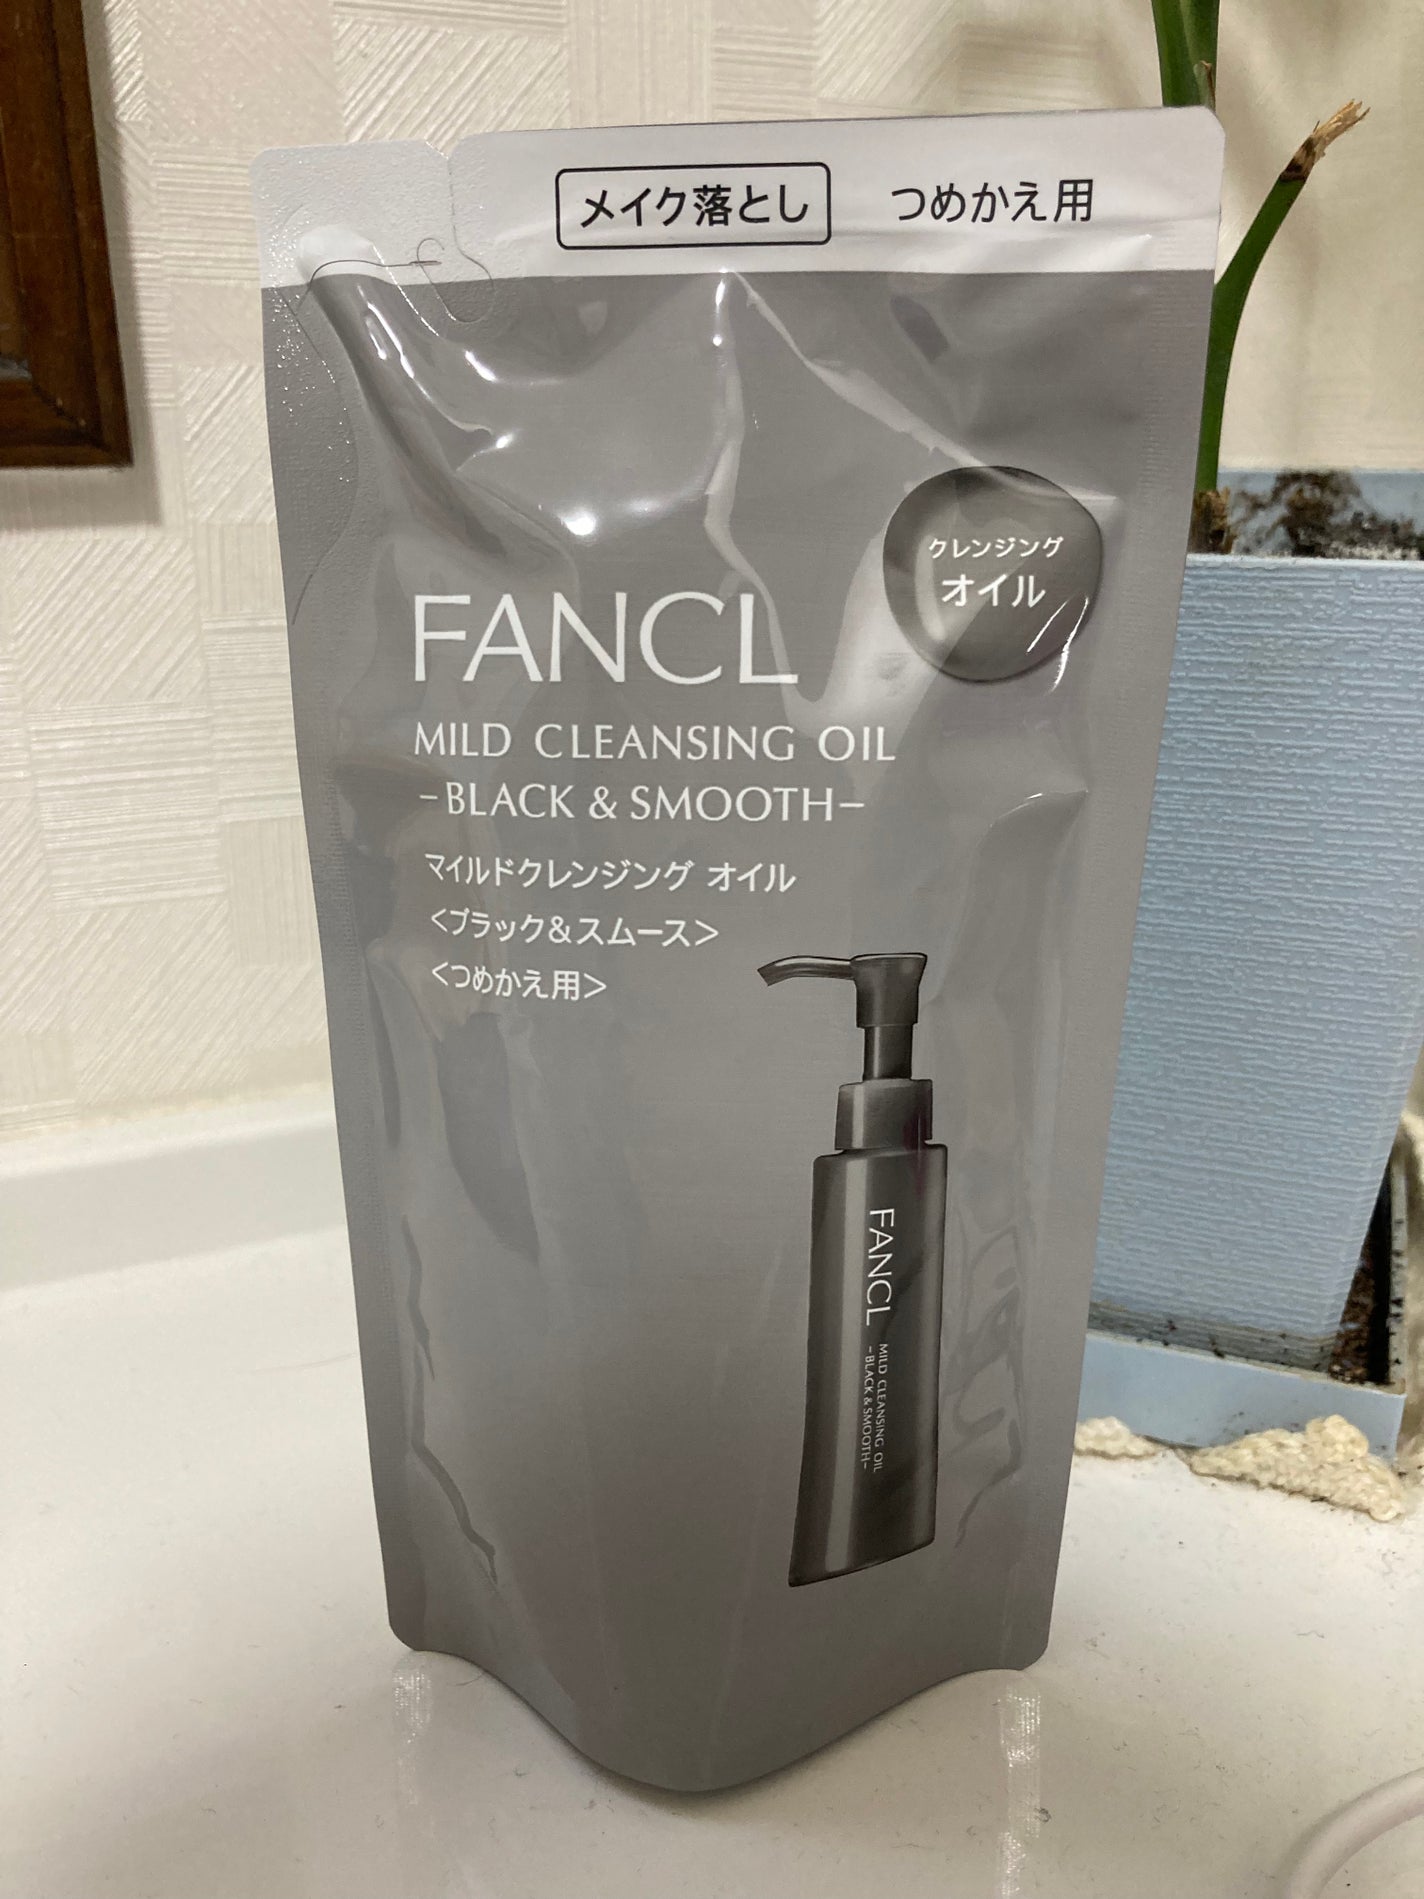 メイク落とし つめかえ用
クレンジング
オイル
FANCL
MILD CLEANSING OIL
-BLACK & SMOOTH-
マイルドクレンジング オイル
<ブラック&スムース>
<つめかえ用>
FANCL
MILD CLEANSING OIL
-BLACK & SMOOTH-